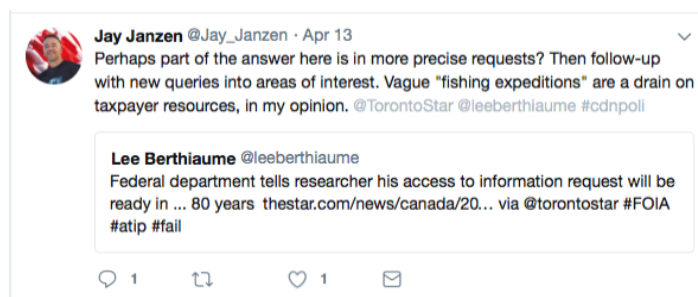 Jay Janzen @Jay_Janzen · Apr 13
Perhaps part of the answer here is in more precise requests? Then follow-up
with new queries into areas of interest. Vague "fishing expeditions" are a drain on
taxpayer resources, in my opinion. @TorontoStar @leeberthiaume #cdnpoli
Lee Berthiaume @leeberthiaume
Federal department tells researcher his access to information request will be
ready in ... 80 years thestar.com/news/canada/20... via @torontostar #FOIA
#atip #fail
1 1